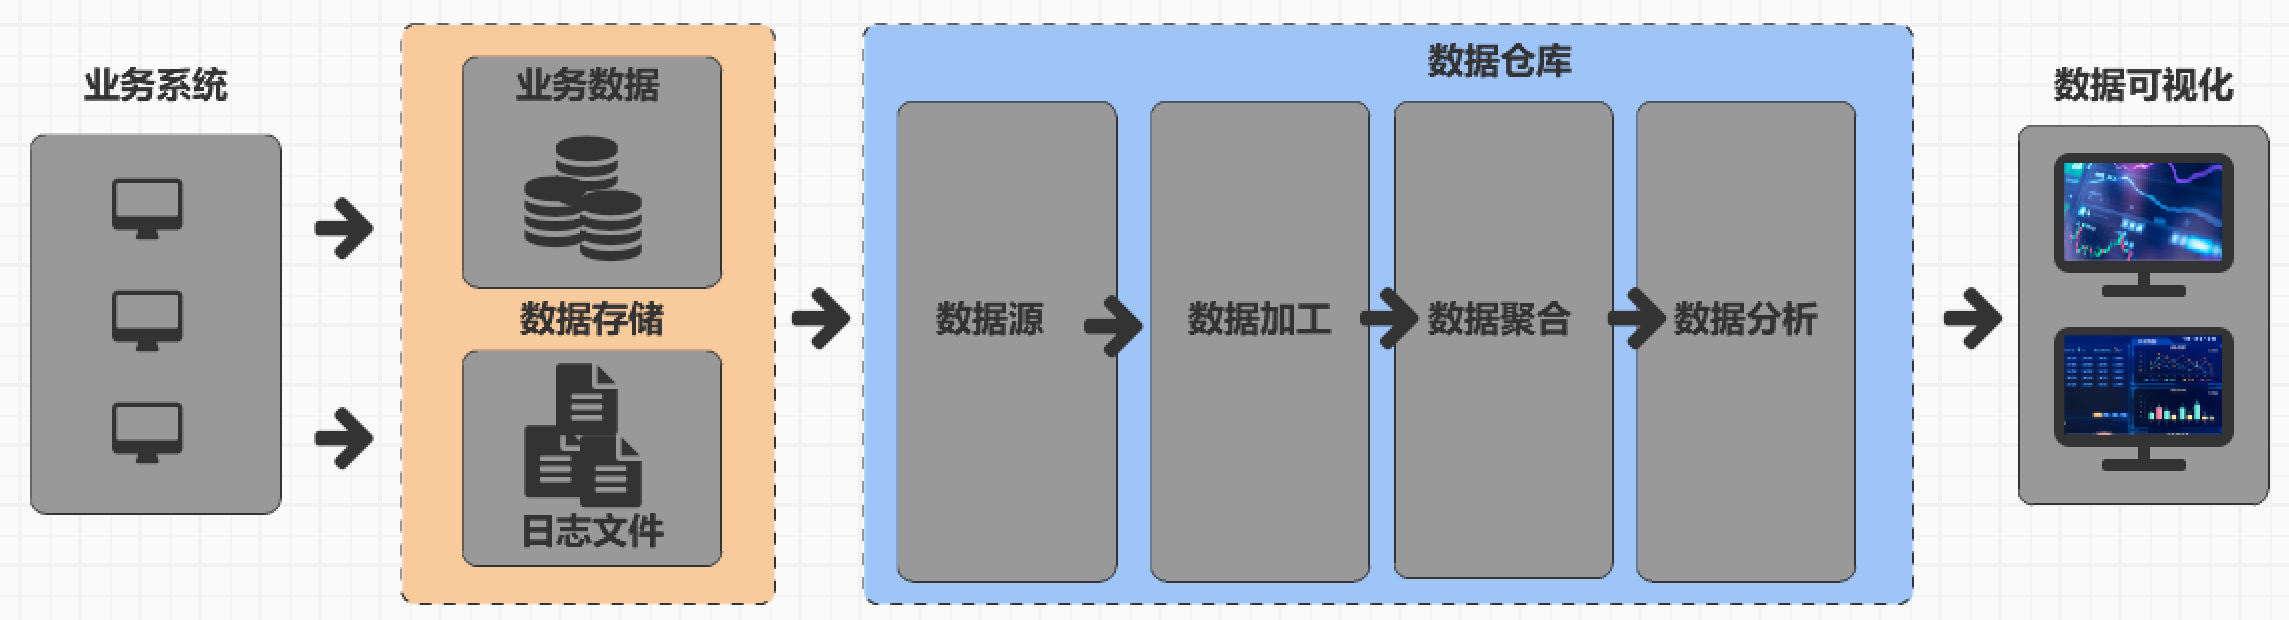 业务系统
业务数据
数据存储
日志文件
数据仓库
数据源
数据加工
数据聚合
数据分析
数据可视化